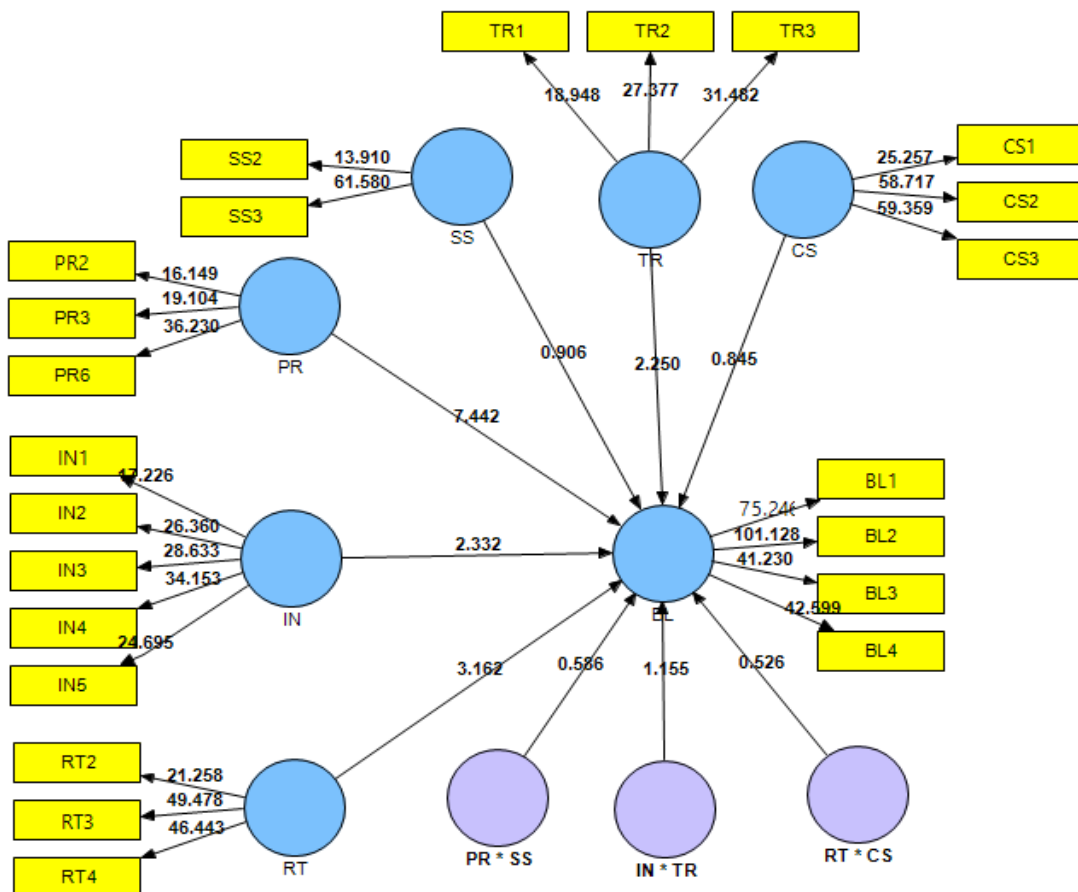 TR1
TR2
TR3
18.948
27.377
31.482
SS2
13.910
61.580
SS3
SS
TR
CS
25.257
CS1
58.717
CS2
59.359
CS3
PR2
16.149
PR3
19.104
36.230
PR6
PR
0.906
2.250
0.845
7.442
IN1
17.226
IN2
26.360
IN3
28.633
34.153
IN4
24.695
IN5
IN
2.332
BL
75.246
BL1
101.128
BL2
41.230
BL3
42.599
BL4
3.162
0.586
1.155
0.526
RT2
21.258
RT3
49.478
46.443
RT4
RT
PR * SS
IN * TR
RT * CS